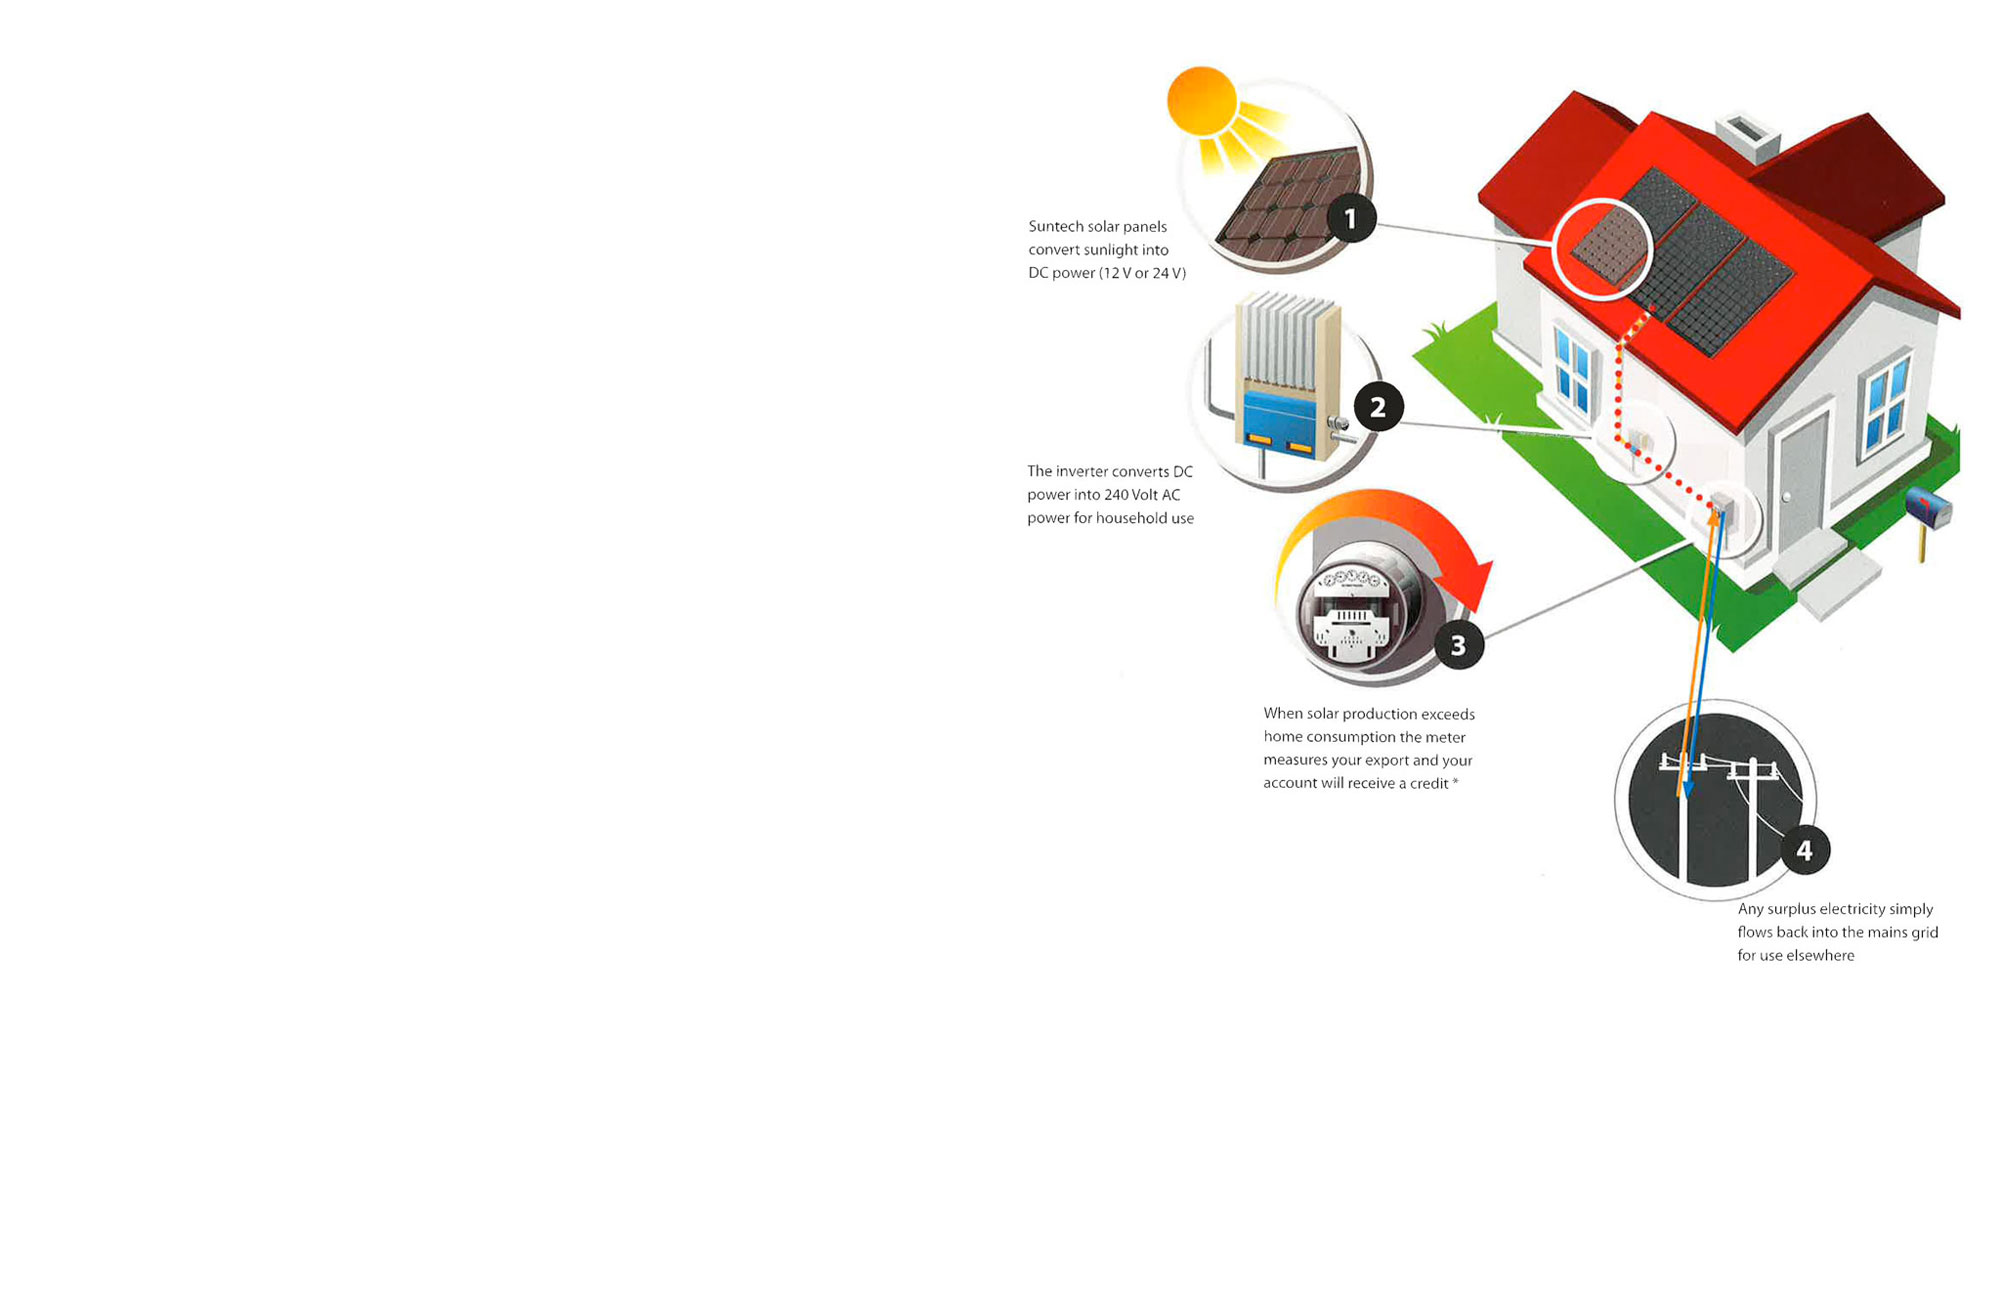 1
Suntech solar panels
convert sunlight into
DC power (12 V or 24 V)
2
The inverter converts DC
power into 240 Volt AC
power for household use
3
When solar production exceeds
home consumption the meter
measures your export and your
account will receive a credit *
4
Any surplus electricity simply
flows back into the mains grid
for use elsewhere